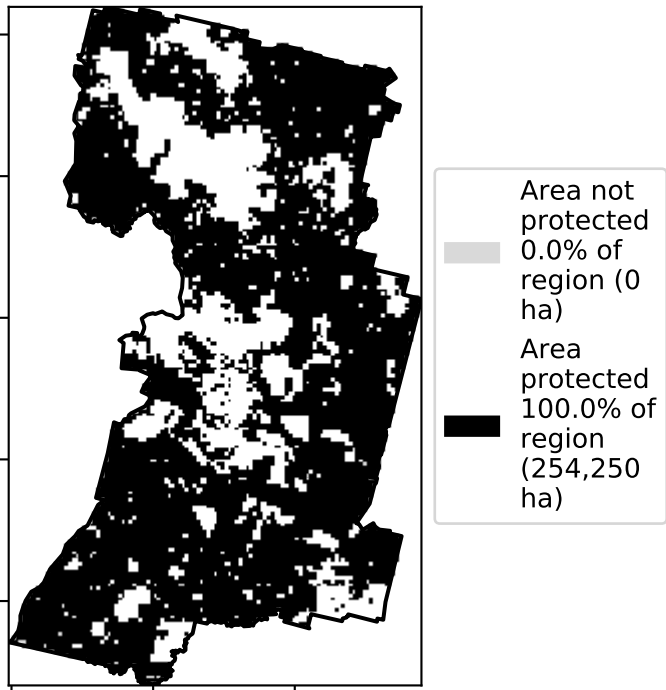 Area not
protected
0.0% of
region (0
ha)
Area
protected
100.0% of
region
(254,250
ha)